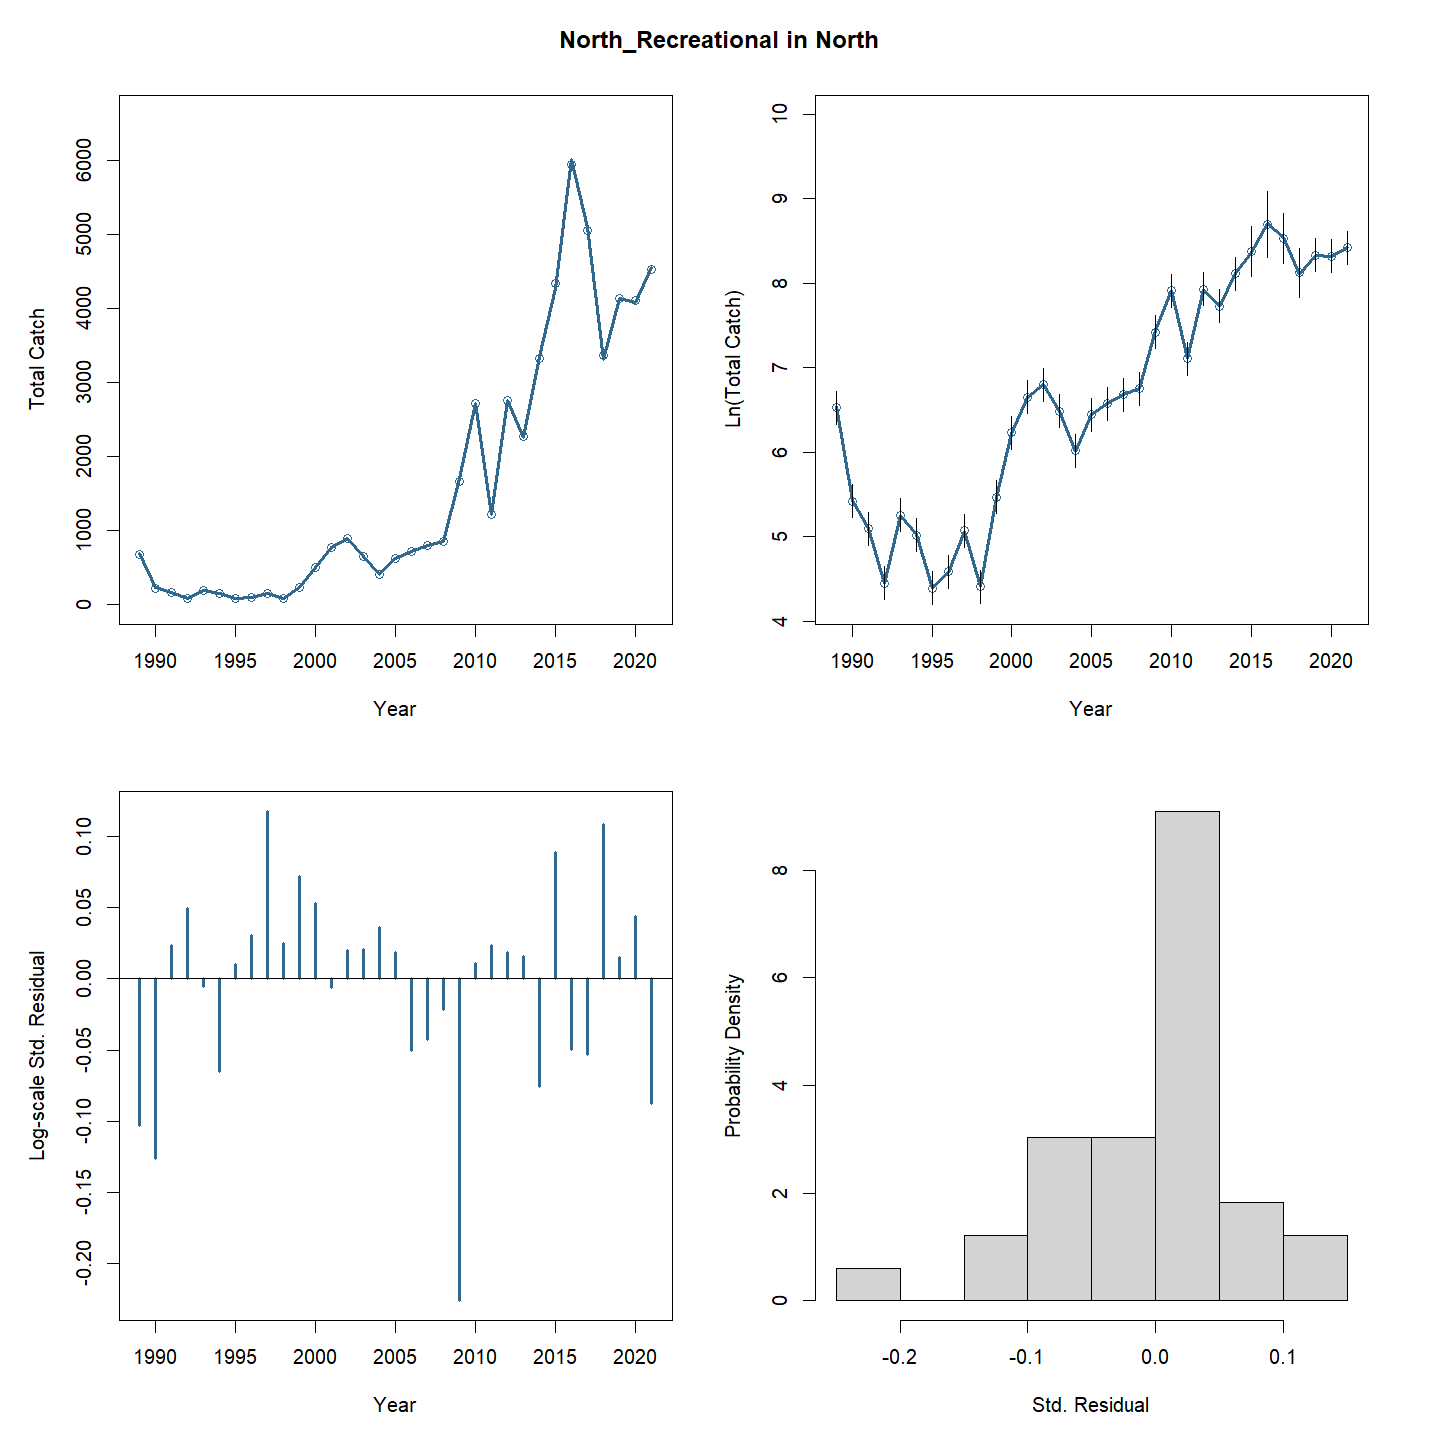 North_Recreational in North
Total Catch
0 1000 2000 3000 4000 5000 6000
1990 1995 2000 2005 2010 2015 2020
Year
Ln(Total Catch)
4 5 6 7 8 9 10
1990 1995 2000 2005 2010 2015 2020
Year
Log-scale Std. Residual
-0.20 -0.15 -0.10 -0.05 0.00 0.05 0.10
1990 1995 2000 2005 2010 2015 2020
Year
Probability Density
0 2 4 6 8
-0.2 -0.1 0.0 0.1
Std. Residual